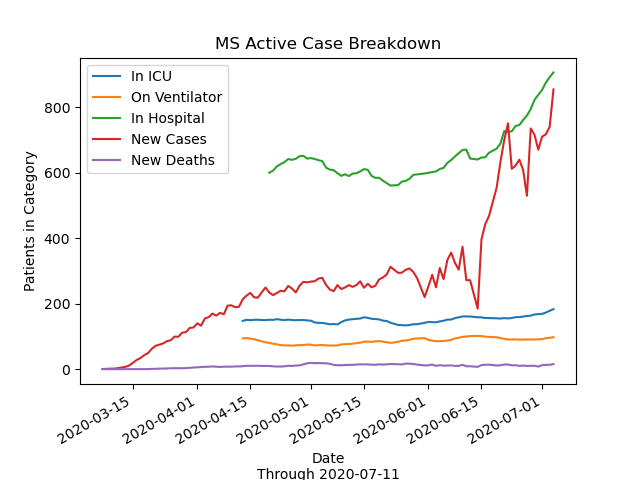 MS Active Case Breakdown
In ICU
On Ventilator
In Hospital
New Cases
New Deaths
Patients in Category
800
600
400
200
0
2020-03-15
2020-04-01
2020-04-15
2020-05-01
2020-05-15
2020-06-01
2020-06-15
2020-07-01
Date
Through 2020-07-11